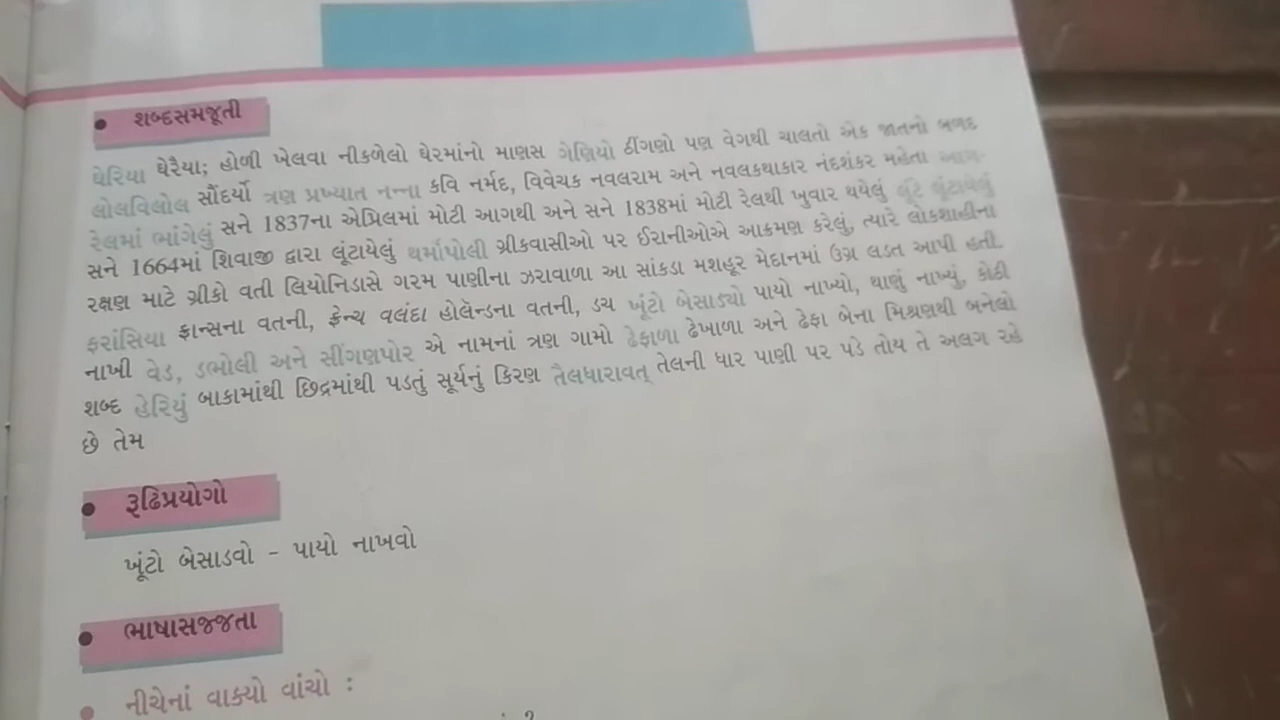 • શબ્દસમજૂતી
ઘેરિયા ઘેરૈયા; હોળી ખેલવા નીકળેલો ઘેરમાંનો માણસ ગેણિયો ઠીંગણો પણ વેગથી ચાલતો એક જાતનો બળદ
લોલવિલોલ સૌંદર્યો ત્રણ પ્રખ્યાત નન્ના કવિ નર્મદ, વિવેચક નવલરામ અને નવલકથાકાર નંદશંકર મહેતા આગ-
રેલમાં ભાંગેલું સને 1837ના એપ્રિલમાં મોટી આગથી અને સને 1838માં મોટી રેલથી ખુવાર થયેલું લૂંટે લૂંટાયેલું
સને 1664માં શિવાજી દ્વારા લૂંટાયેલું થર્મોપોલી ગ્રીકવાસીઓ પર ઈરાનીઓએ આક્રમણ કરેલું, ત્યારે લોકશાહીના
રક્ષણ માટે ગ્રીકો વતી લિયોનિડાસે ગરમ પાણીના ઝરાવાળા આ સાંકડા મશહૂર મેદાનમાં ઉગ્ર લડત આપી હતી.
ફરાંસિયા ફ્રાન્સના વતની, ફ્રેન્ચ વલંદા હોલૅન્ડના વતની, ડચ ખૂંટો બેસાડ્યો પાયો નાખ્યો, થાણું નાખ્યું, કોઠી
નાખી વેડ, ડભોલી અને સીંગણપોર એ નામનાં ત્રણ ગામો ઢેફાળા ઢેખાળા અને ઢેફા બેના મિશ્રણથી બનેલો
શબ્દ હેરિયું બાકામાંથી છિદ્રમાંથી પડતું સૂર્યનું કિરણ તૈલધારાવત્ તેલની ધાર પાણી પર પડે તોય તે અલગ રહે
છે તેમ
• રૂઢિપ્રયોગો
ખૂંટો બેસાડવો - પાયો નાખવો
• ભાષાસજ્જતા
• નીચેનાં વાક્યો વાંચો :